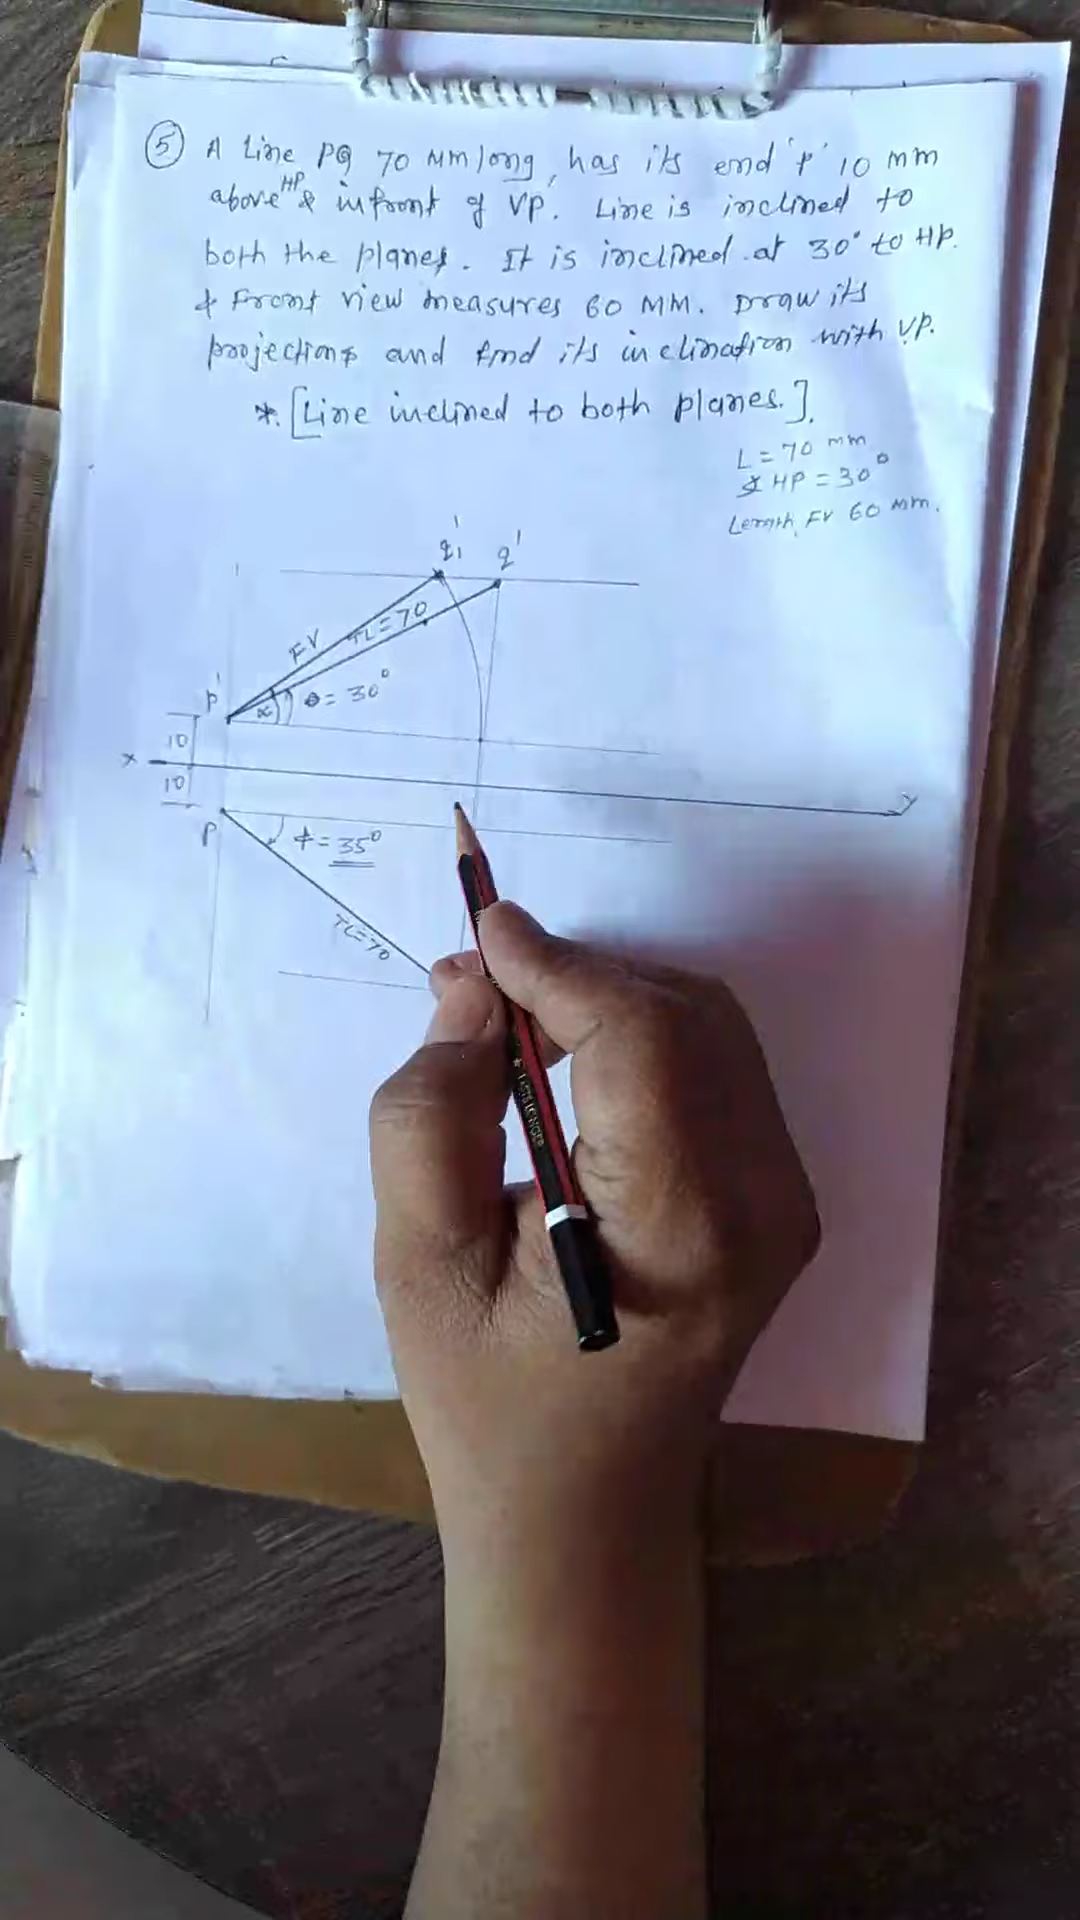 5 A Line PQ 70 MM long, has its end 'P' 10 mm
above HP & infront of VP. Line is inclined to
both the planes. It is inclined at 30° to HP.
& Front view measures 60 MM. Draw its
projections and find its inclination with VP.
*. [Line inclined to both planes.].
L = 70 mm
∠ HP = 30°
Length FV 60 mm.
q1' q'
FV TL=70
p' α θ = 30°
10
X
10 Y
P ϕ = 35°
TL=70